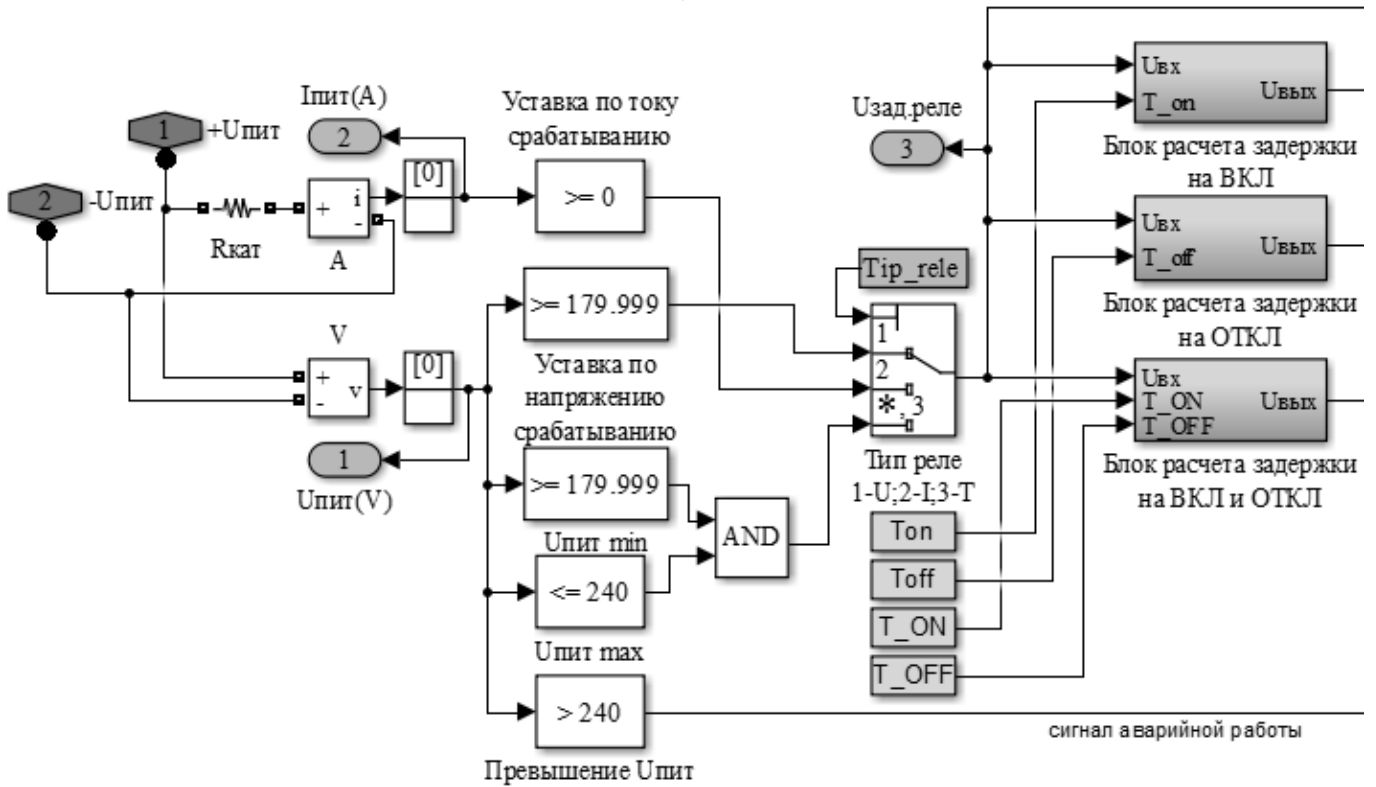 1
+Uпит
2
-Uпит
Iпит(A)
2
Rкат
+
i
-
A
[0]
Уставка по току
срабатыванию
>= 0
V
+
-
v
[0]
1
Uпит(V)
>= 179.999
Уставка по
напряжению
срабатыванию
>= 179.999
Uпит min
<= 240
Uпит max
> 240
Превышение Uпит
AND
Uзад.реле
3
Tip_rele
1
2
*, 3
Тип реле
1-U;2-I;3-T
Ton
Toff
T_ON
T_OFF
Uвх
T_on
Uвых
Блок расчета задержки
на ВКЛ
Uвх
T_off
Uвых
Блок расчета задержки
на ОТКЛ
Uвх
T_ON
T_OFF
Uвых
Блок расчета задержки
на ВКЛ и ОТКЛ
сигнал аварийной работы